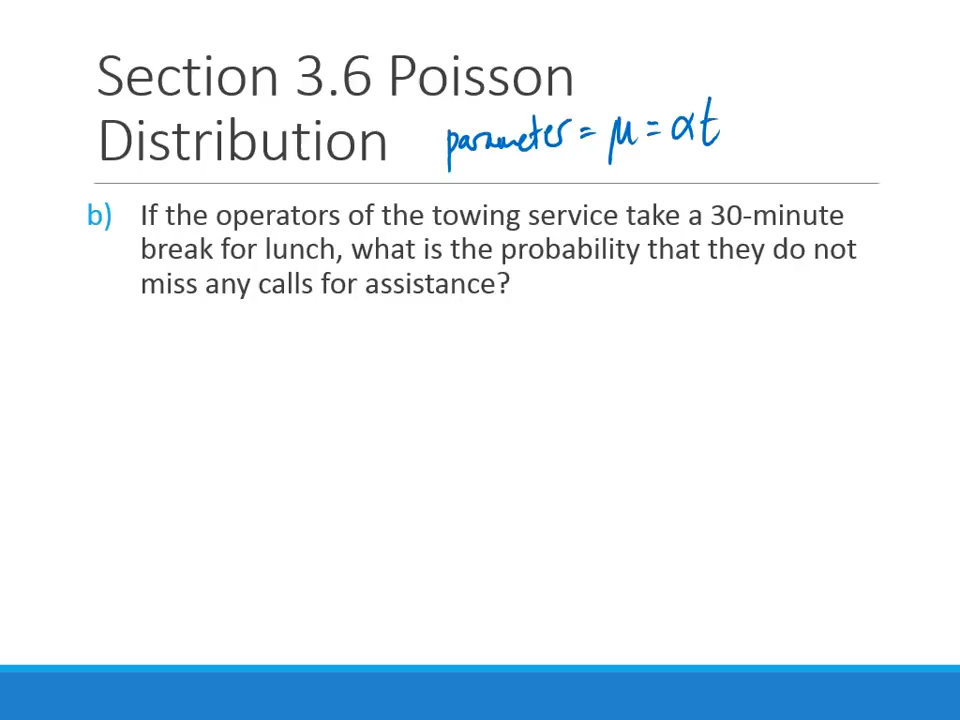 Section 3.6 Poisson
Distribution parameter = μ = αt
b) If the operators of the towing service take a 30-minute
break for lunch, what is the probability that they do not
miss any calls for assistance?